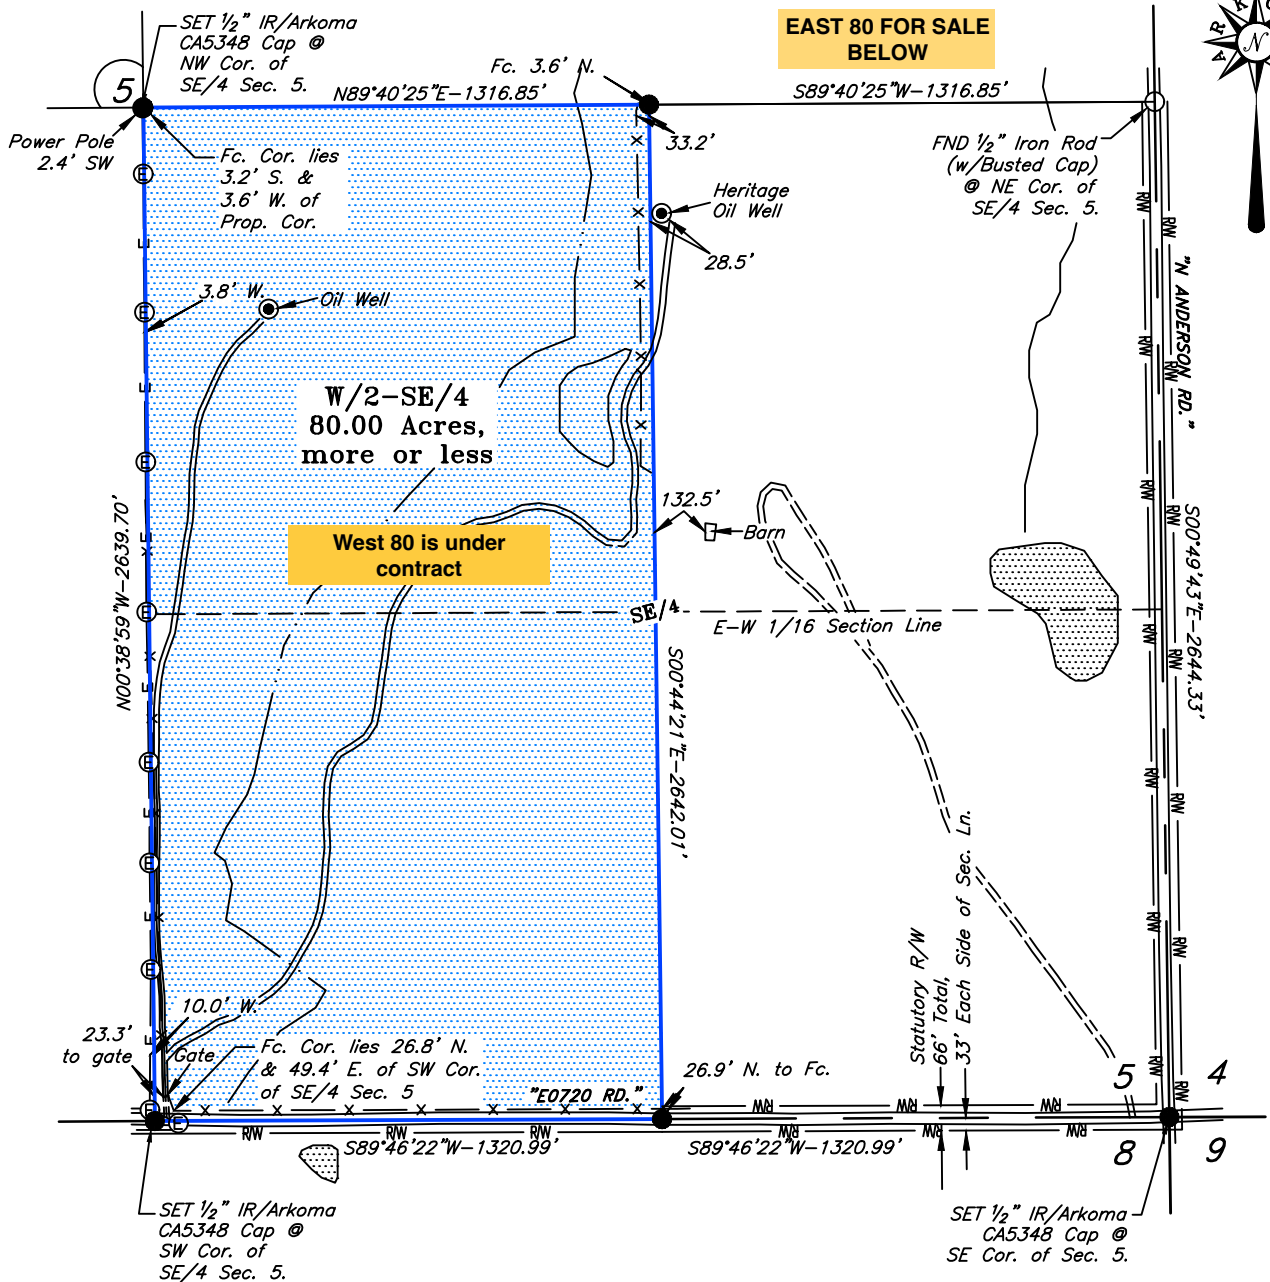 SET 1/2" IR/Arkoma
CA5348 Cap @
NW Cor. of
SE/4 Sec. 5.
EAST 80 FOR SALE
BELOW
A R K
N
5
Fc. 3.6' N.
N89°40'25"E-1316.85'
S89°40'25"W-1316.85'
Power Pole
2.4' SW
Fc. Cor. lies
3.2' S. &
3.6' W. of
Prop. Cor.
33.2'
FND 1/2" Iron Rod
(w/Busted Cap)
@ NE Cor. of
SE/4 Sec. 5.
Heritage
Oil Well
28.5'
3.8' W.
Oil Well
"N ANDERSON RD."
W/2-SE/4
80.00 Acres,
more or less
132.5'
Barn
West 80 is under
contract
N00°38'59"W-2639.70'
S00°49'43"E-2644.33'
SE/4
E-W 1/16 Section Line
S00°44'21"E-2642.01'
Statutory R/W
66' Total,
33' Each Side of Sec. Ln.
10.0' W.
23.3'
to gate
Gate
Fc. Cor. lies 26.8' N.
& 49.4' E. of SW Cor.
of SE/4 Sec. 5
"E0720 RD."
26.9' N. to Fc.
5
4
R/W R/W R/W
R/W R/W R/W R/W R/W R/W
S89°46'22"W-1320.99'
S89°46'22"W-1320.99'
8
9
SET 1/2" IR/Arkoma
CA5348 Cap @
SW Cor. of
SE/4 Sec. 5.
SET 1/2" IR/Arkoma
CA5348 Cap @
SE Cor. of Sec. 5.